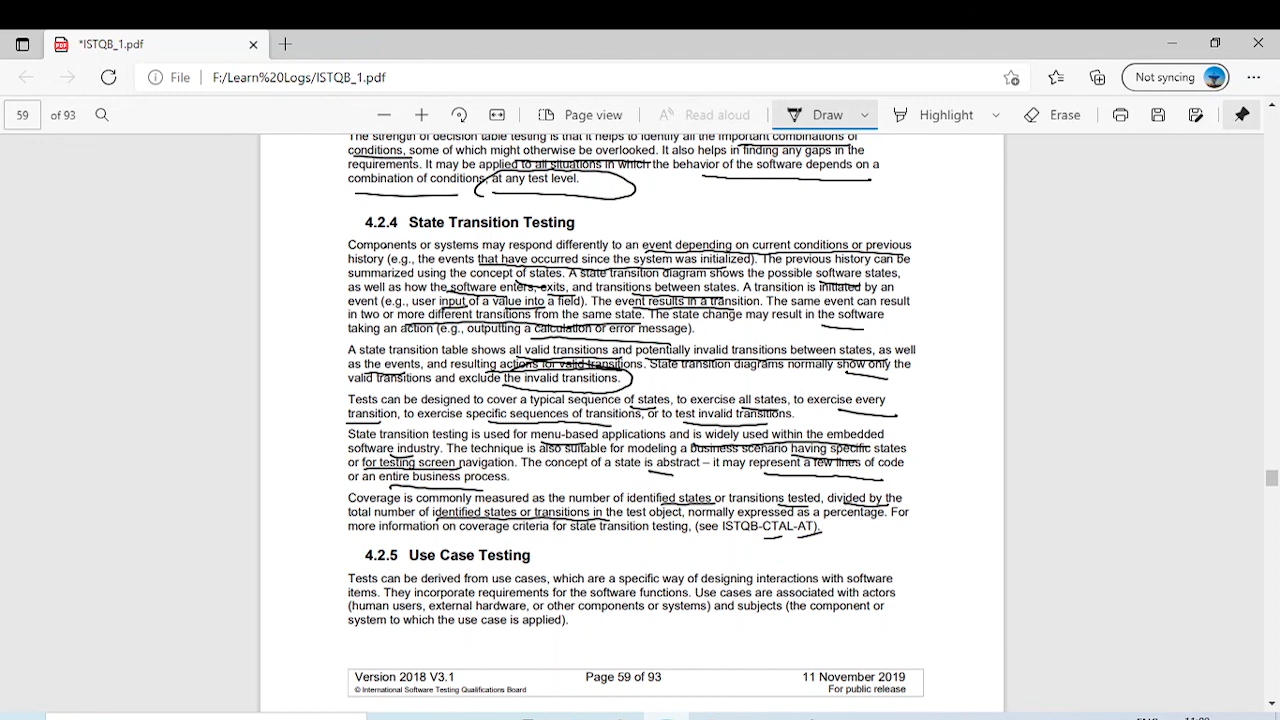 *ISTQB_1.pdf
File F:/Learn%20Logs/ISTQB_1.pdf
Not syncing
59 of 93
Page view
Read aloud
Draw
Highlight
Erase
The strength of decision table testing is that it helps to identify all the important combinations of
conditions, some of which might otherwise be overlooked. It also helps in finding any gaps in the
requirements. It may be applied to all situations in which the behavior of the software depends on a
combination of conditions, at any test level.
4.2.4 State Transition Testing
Components or systems may respond differently to an event depending on current conditions or previous
history (e.g., the events that have occurred since the system was initialized). The previous history can be
summarized using the concept of states. A state transition diagram shows the possible software states,
as well as how the software enters, exits, and transitions between states. A transition is initiated by an
event (e.g., user input of a value into a field). The event results in a transition. The same event can result
in two or more different transitions from the same state. The state change may result in the software
taking an action (e.g., outputting a calculation or error message).
A state transition table shows all valid transitions and potentially invalid transitions between states, as well
as the events, and resulting actions for valid transitions. State transition diagrams normally show only the
valid transitions and exclude the invalid transitions.
Tests can be designed to cover a typical sequence of states, to exercise all states, to exercise every
transition, to exercise specific sequences of transitions, or to test invalid transitions.
State transition testing is used for menu-based applications and is widely used within the embedded
software industry. The technique is also suitable for modeling a business scenario having specific states
or for testing screen navigation. The concept of a state is abstract – it may represent a few lines of code
or an entire business process.
Coverage is commonly measured as the number of identified states or transitions tested, divided by the
total number of identified states or transitions in the test object, normally expressed as a percentage. For
more information on coverage criteria for state transition testing, (see ISTQB-CTAL-AT).
4.2.5 Use Case Testing
Tests can be derived from use cases, which are a specific way of designing interactions with software
items. They incorporate requirements for the software functions. Use cases are associated with actors
(human users, external hardware, or other components or systems) and subjects (the component or
system to which the use case is applied).
Version 2018 V3.1 Page 59 of 93 11 November 2019
© International Software Testing Qualifications Board For public release